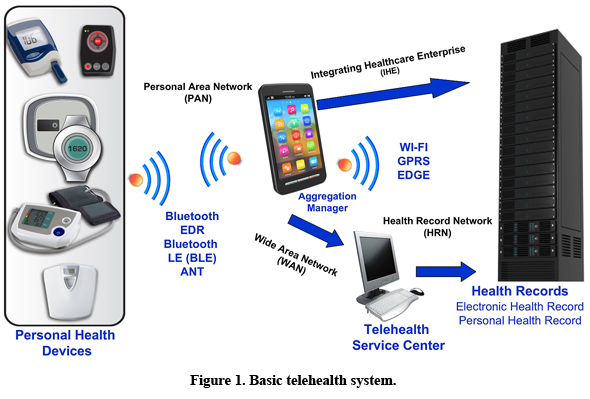 106
1620
Personal Health
Devices
Personal Area Network
(PAN)
Bluetooth
EDR
Bluetooth
LE (BLE)
ANT
Aggregation
Manager
Integrating Healthcare Enterprise
(IHE)
WI-FI
GPRS
EDGE
Wide Area Network
(WAN)
Health Record Network
(HRN)
Telehealth
Service Center
Health Records
Electronic Health Record
Personal Health Record
Figure 1. Basic telehealth system.